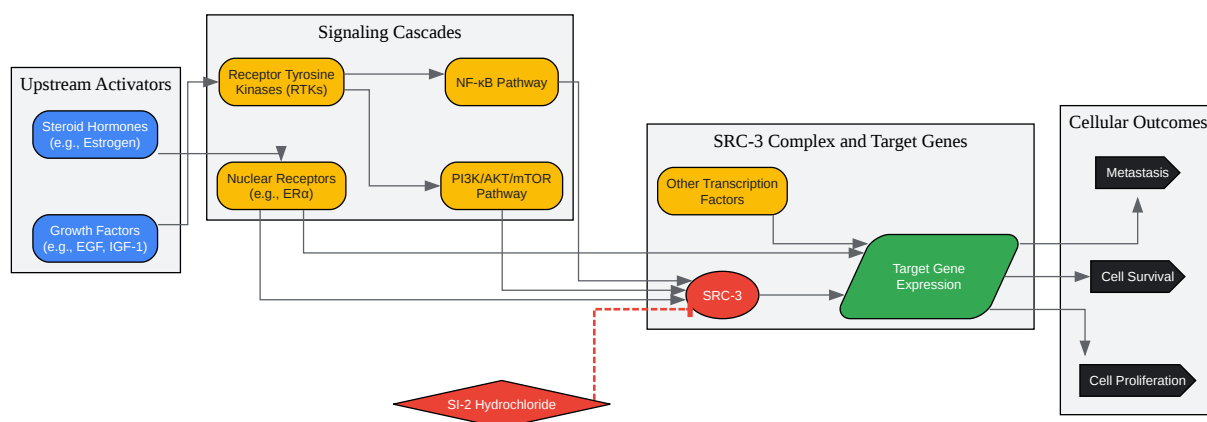 Upstream Activators
Steroid Hormones
(e.g., Estrogen)
Growth Factors
(e.g., EGF, IGF-1)
Signaling Cascades
Receptor Tyrosine
Kinases (RTKs)
NF-κB Pathway
Nuclear Receptors
(e.g., ERα)
PI3K/AKT/mTOR
Pathway
SRC-3 Complex and Target Genes
Other Transcription
Factors
SRC-3
Target Gene
Expression
Cellular Outcomes
Metastasis
Cell Survival
Cell Proliferation
SI-2 Hydrochloride